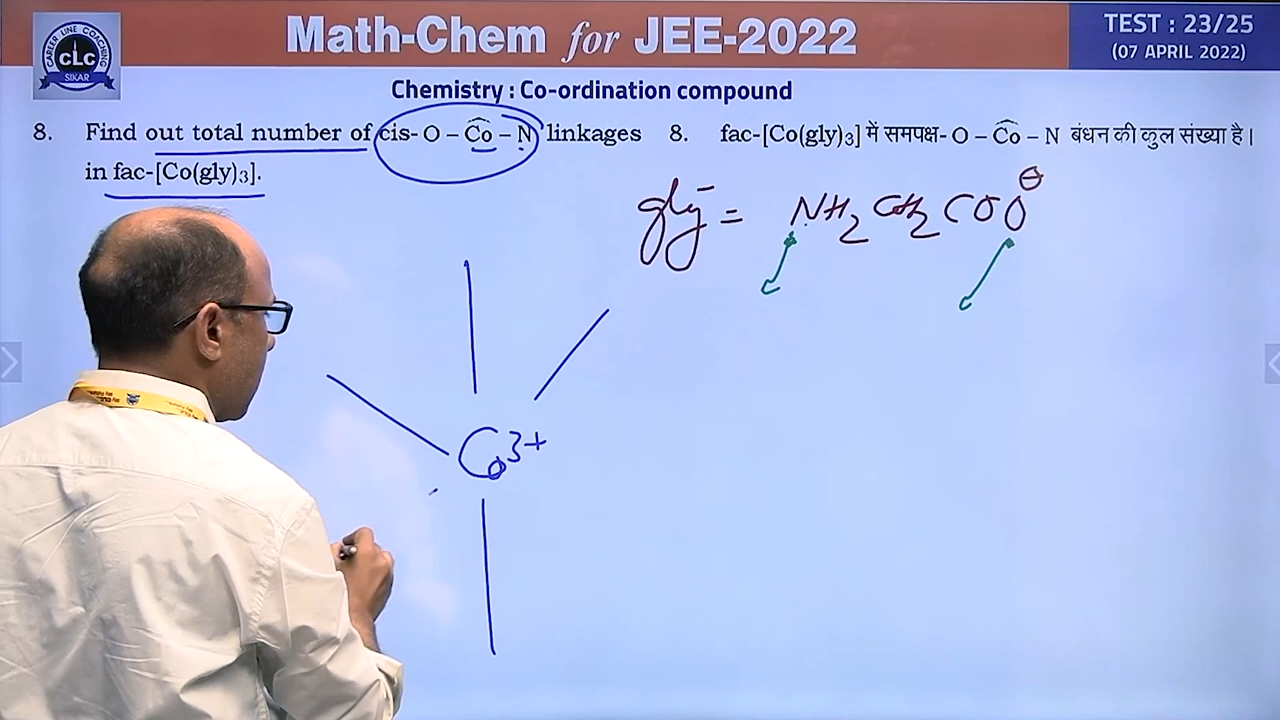 CAREER LINE COACHING
CLC
SIKAR
Math-Chem for JEE-2022
TEST : 23/25
(07 APRIL 2022)
Chemistry : Co-ordination compound
8. Find out total number of cis- O – Co – N linkages
in fac-[Co(gly)₃].
8. fac-[Co(gly)₃] में समपक्ष- O – Co – N बंधन की कुल संख्या है।
gly⁻ = NH₂ CH₂ COO⊖
Co³⁺